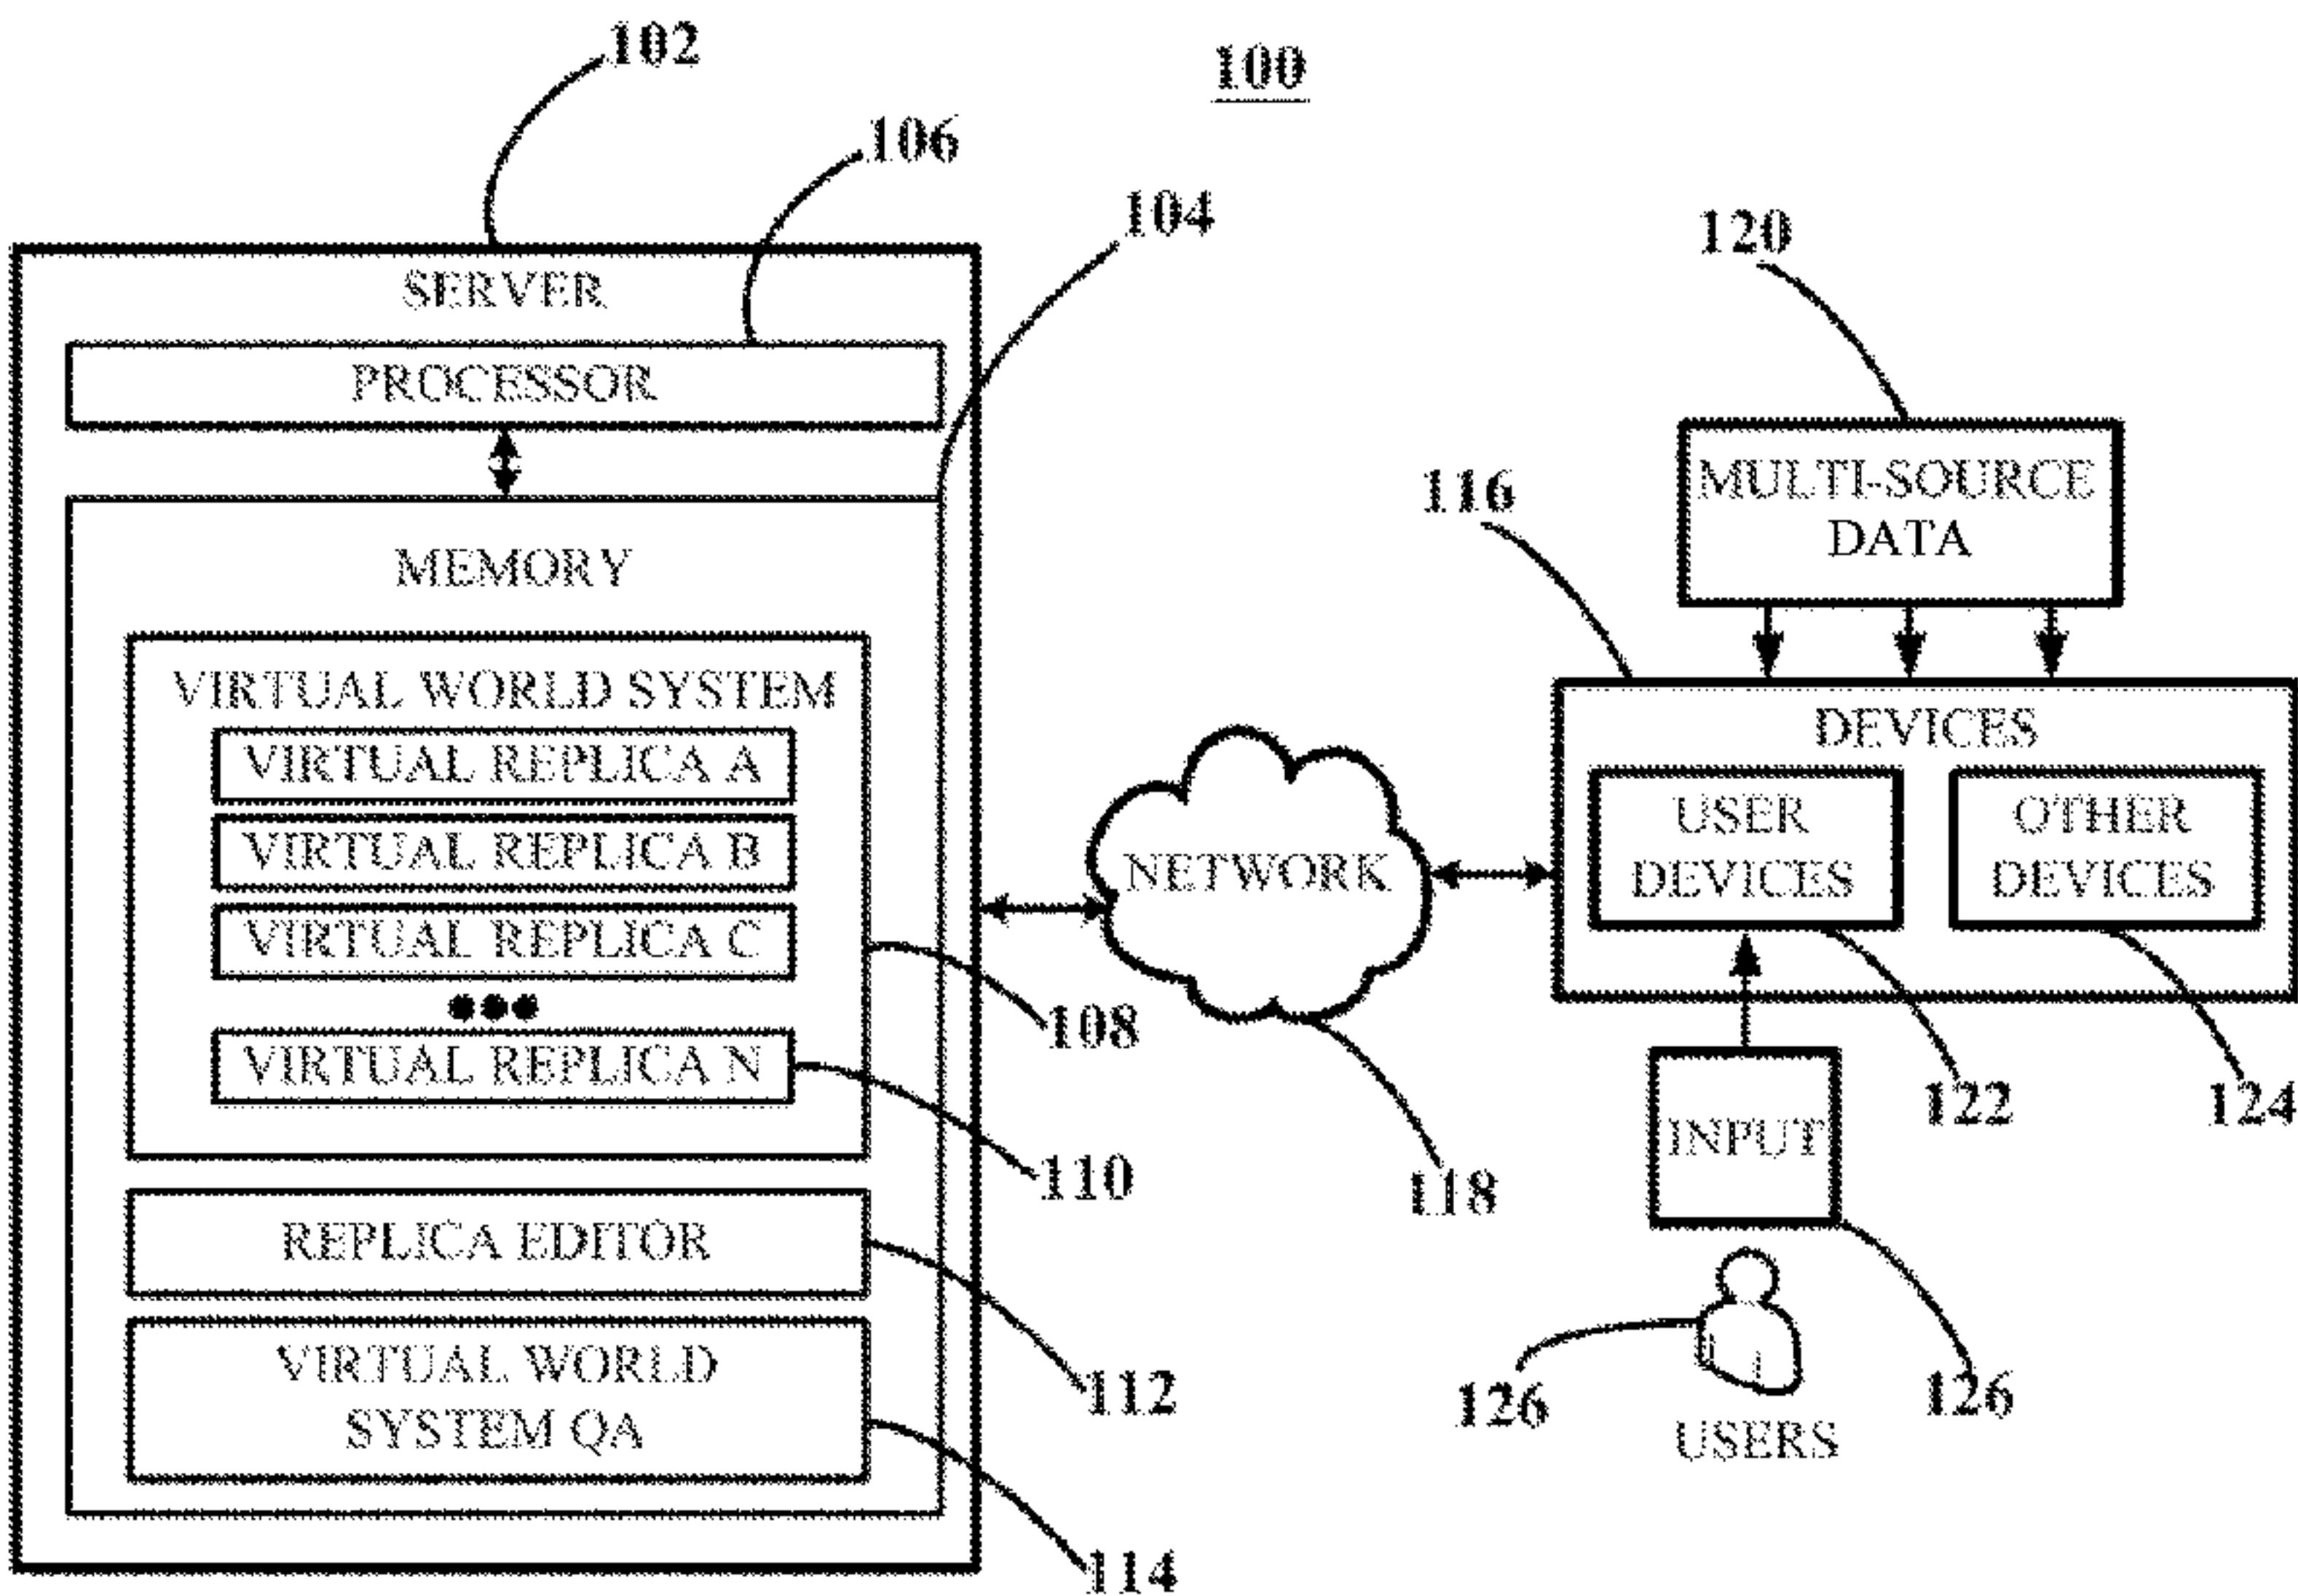 102
100
106
104
SERVER
120
PROCESSOR
MULTI-SOURCE
DATA
116
MEMORY
VIRTUAL WORLD SYSTEM
VIRTUAL REPLICA A
VIRTUAL REPLICA B
VIRTUAL REPLICA C
VIRTUAL REPLICA N
108
110
REPLICA EDITOR
112
VIRTUAL WORLD
SYSTEM QA
114
NETWORK
118
DEVICES
USER
DEVICES
OTHER
DEVICES
122
124
INPUT
126
126
USERS